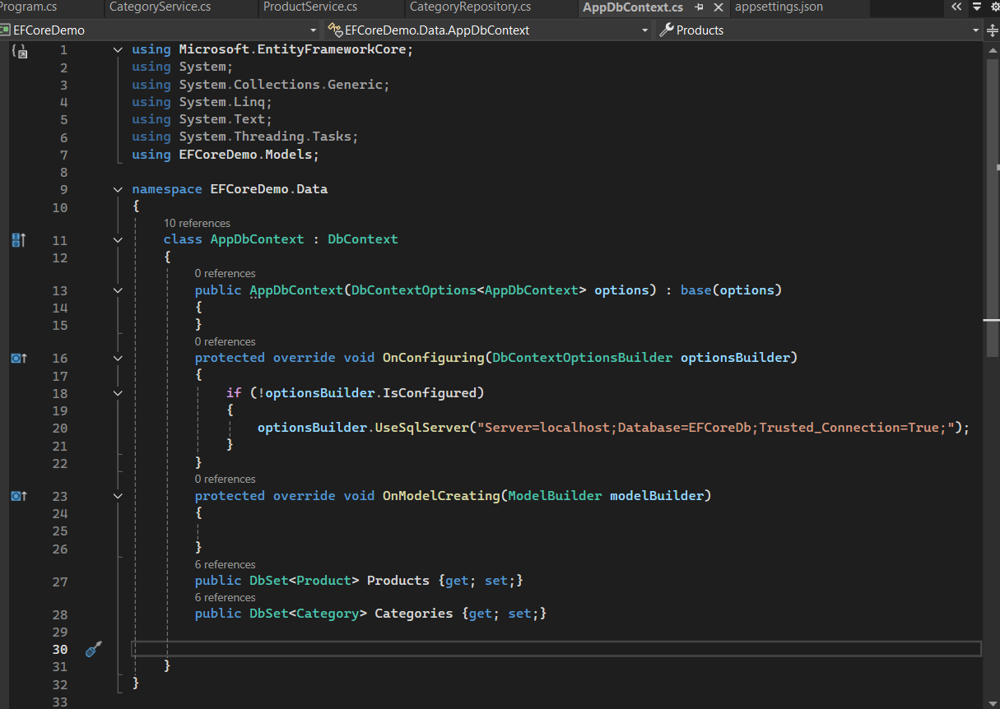 Program.cs CategoryService.cs ProductService.cs CategoryRepository.cs AppDbContext.cs appsettings.json
C# EFCoreDemo EFCoreDemo.Data.AppDbContext Products
1 using Microsoft.EntityFrameworkCore;
2 using System;
3 using System.Collections.Generic;
4 using System.Linq;
5 using System.Text;
6 using System.Threading.Tasks;
7 using EFCoreDemo.Models;
8
9 namespace EFCoreDemo.Data
10 {
10 references
11 class AppDbContext : DbContext
12 {
0 references
13 public AppDbContext(DbContextOptions<AppDbContext> options) : base(options)
14 {
15 }
0 references
16 protected override void OnConfiguring(DbContextOptionsBuilder optionsBuilder)
17 {
18 if (!optionsBuilder.IsConfigured)
19 {
20 optionsBuilder.UseSqlServer("Server=localhost;Database=EFCoreDb;Trusted_Connection=True;");
21 }
22 }
0 references
23 protected override void OnModelCreating(ModelBuilder modelBuilder)
24 {
25
26 }
6 references
27 public DbSet<Product> Products {get; set;}
6 references
28 public DbSet<Category> Categories {get; set;}
29
30
31 }
32 }
33